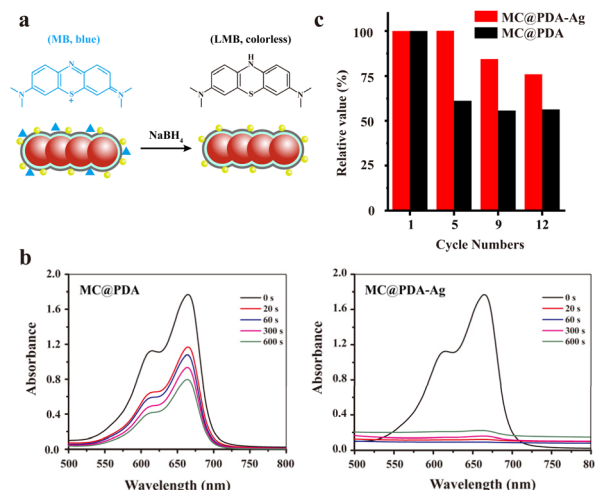 a
(MB, blue)
(LMB, colorless)
N
N
S
+
N
H
N
N
S
N
NaBH4
c
MC@PDA-Ag
MC@PDA
Relative value (%)
100
75
50
25
0
1 5 9 12
Cycle Numbers
b
MC@PDA
0 s
20 s
60 s
300 s
600 s
Absorbance
2.0
1.6
1.2
0.8
0.4
0.0
500 550 600 650 700 750 800
Wavelength (nm)
MC@PDA-Ag
0 s
20 s
60 s
300 s
600 s
Absorbance
2.0
1.6
1.2
0.8
0.4
0.0
500 550 600 650 700 750 800
Wavelength (nm)